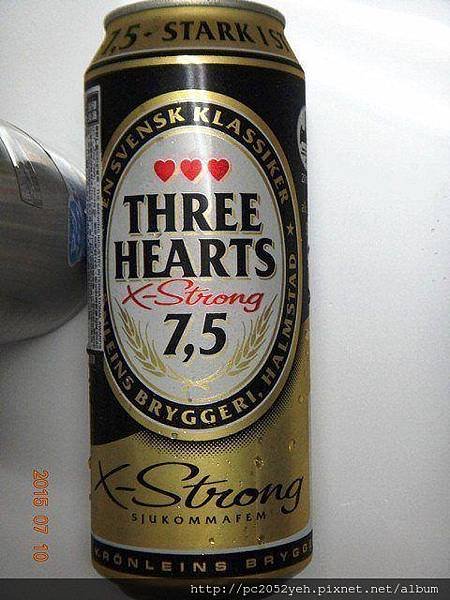 7,5 - STARK I S
EN SVENSK KLASSIKER ★
THREE
HEARTS
X-Strong
7,5
BRYGGERI, HALMSTAD
X-Strong
SJUKOMMAFEM
KRÖNLEINS BRYGG
2015 07 10
http://pc2052yeh.pixnet.net/album